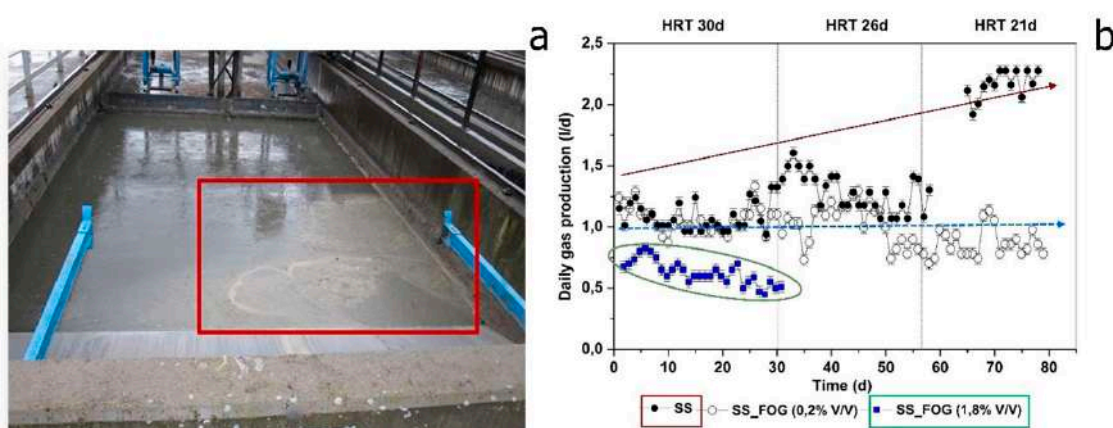 a
HRT 30d HRT 26d HRT 21d
b
Daily gas production (l/d)
2,5
2,0
1,5
1,0
0,5
0,0
0 10 20 30 40 50 60 70 80
Time (d)
SS SS_FOG (0,2% V/V) SS_FOG (1,8% V/V)